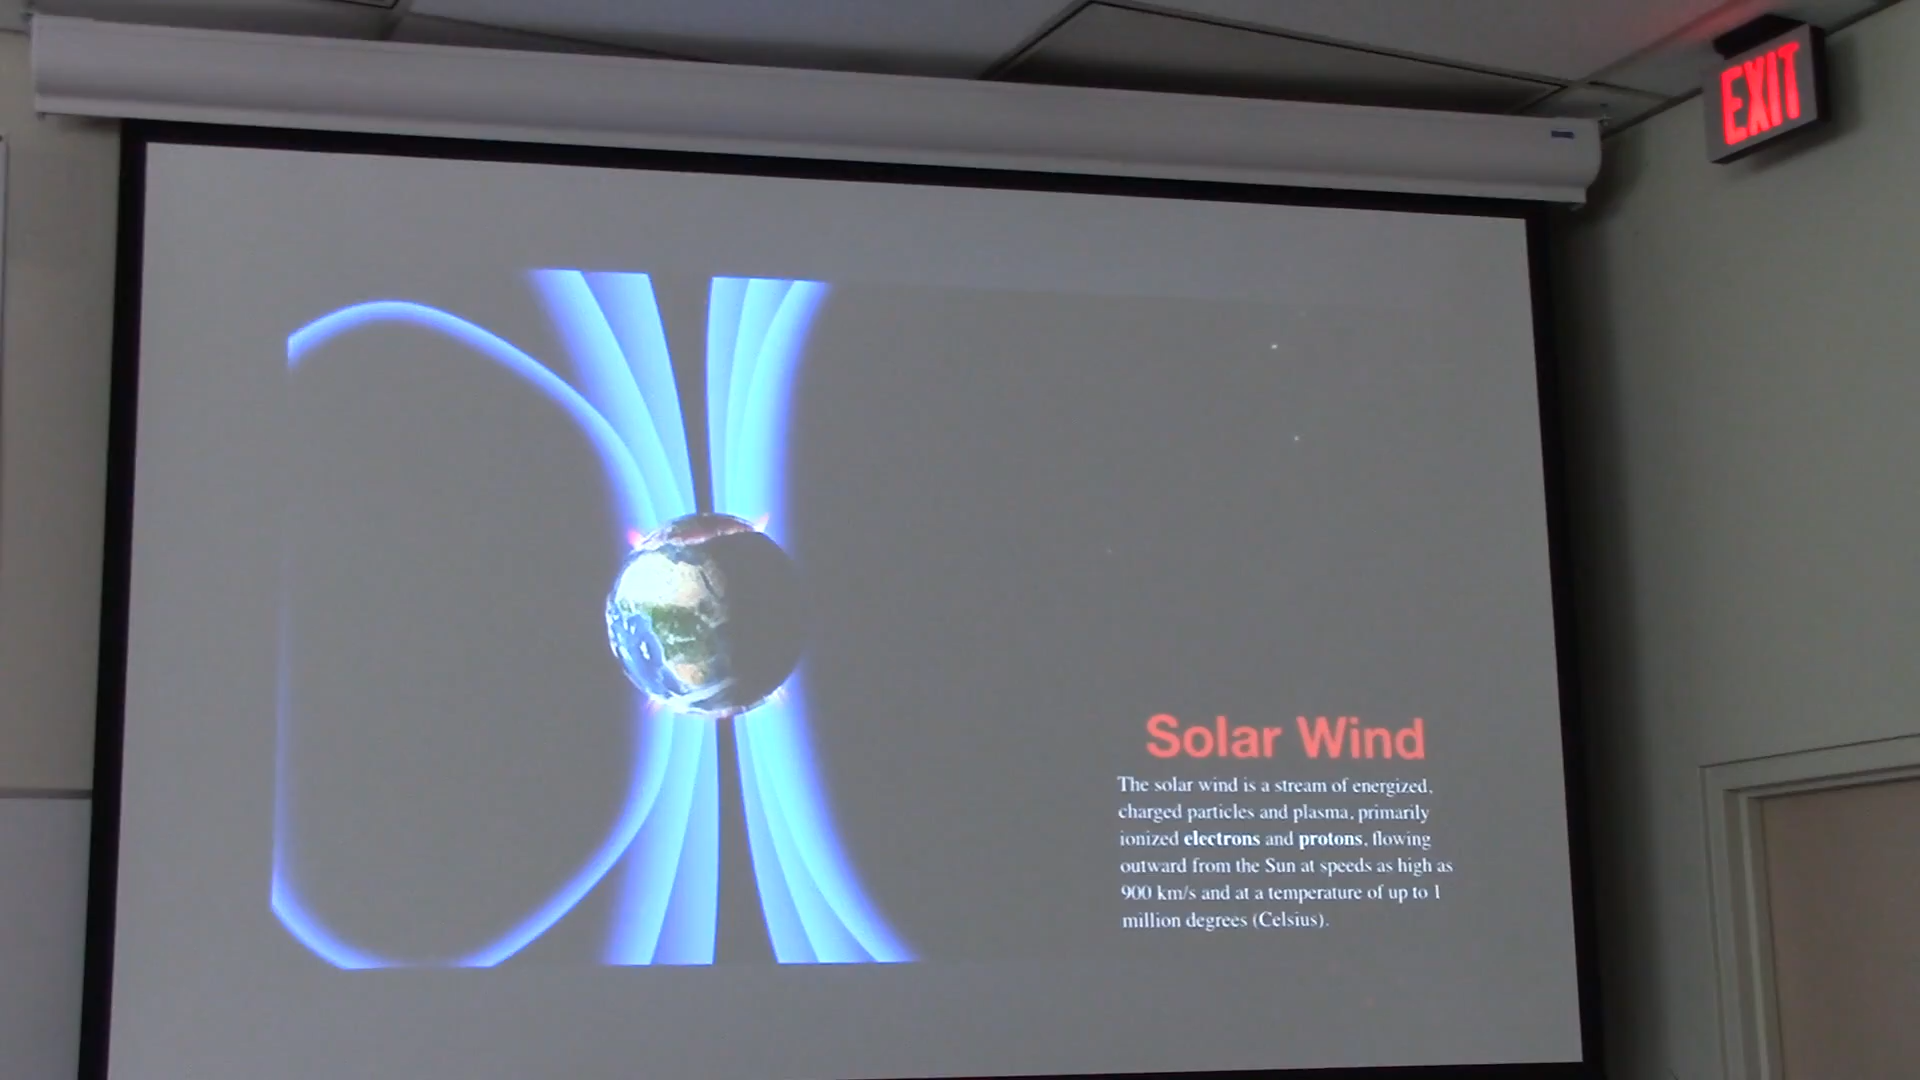 EXIT
Solar Wind
The solar wind is a stream of energized,
charged particles and plasma, primarily
ionized electrons and protons, flowing
outward from the Sun at speeds as high as
900 km/s and at a temperature of up to 1
million degrees (Celsius).